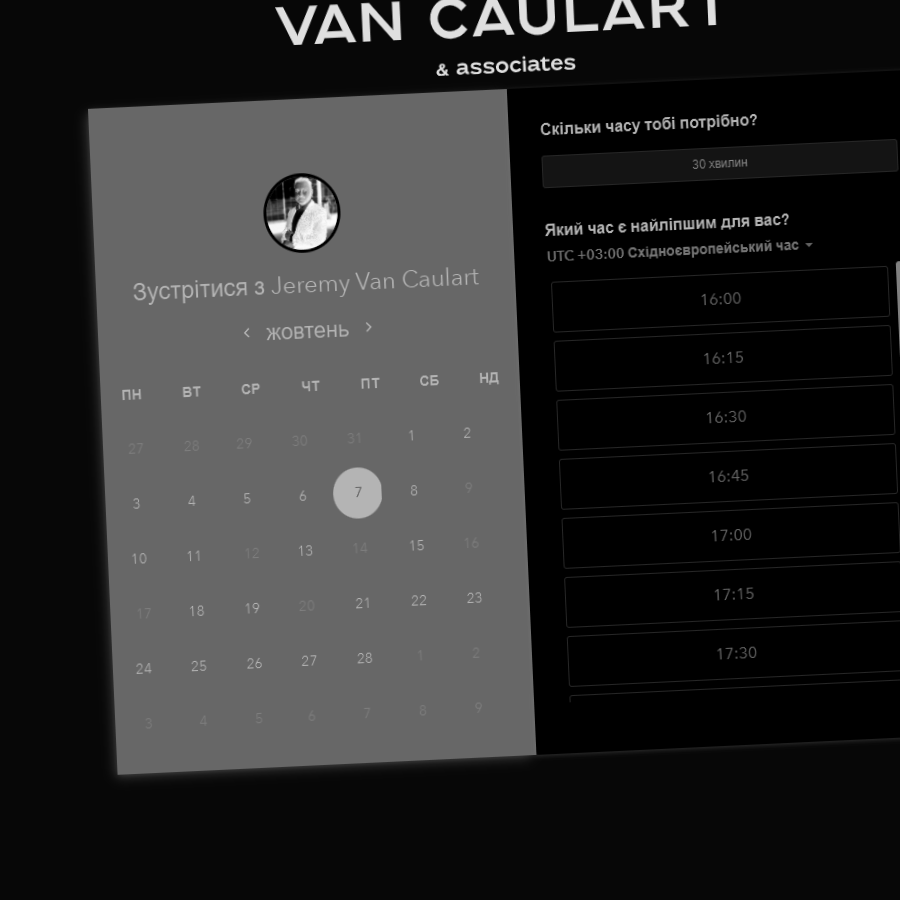 VAN CAULART
& associates
Зустрітися з Jeremy Van Caulart
жовтень
ПН ВТ СР ЧТ ПТ СБ НД
27 28 29 30 31 1 2
3 4 5 6 7 8 9
10 11 12 13 14 15 16
17 18 19 20 21 22 23
24 25 26 27 28 1 2
3 4 5 6 7 8 9
Скільки часу тобі потрібно?
30 хвилин
Який час є найліпшим для вас?
UTC +03:00 Східноєвропейський час
16:00
16:15
16:30
16:45
17:00
17:15
17:30